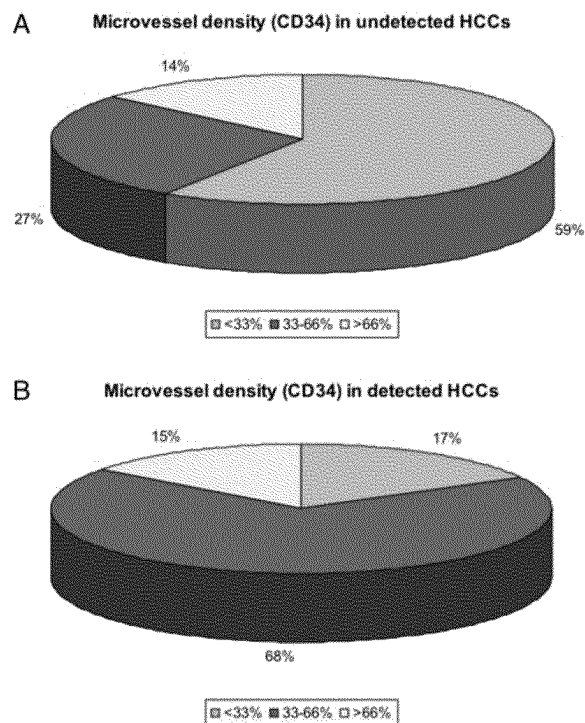 A Microvessel density (CD34) in undetected HCCs
14%
27%
59%
<33% 33-66% >66%
B Microvessel density (CD34) in detected HCCs
15%
17%
68%
<33% 33-66% >66%